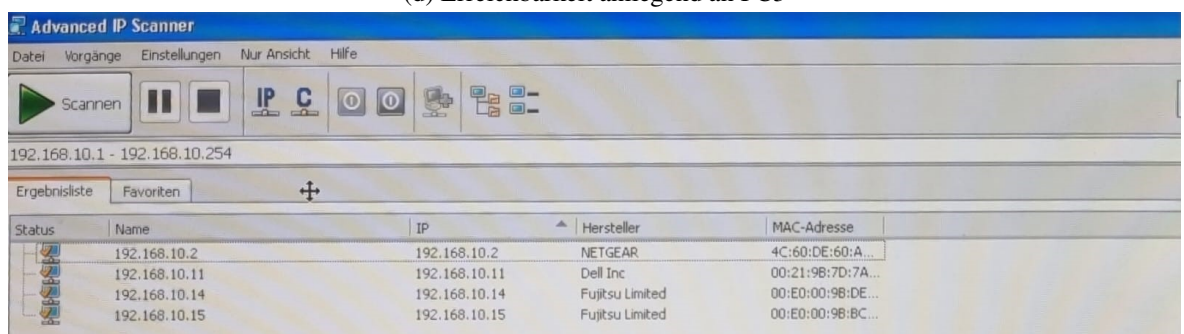 Advanced IP Scanner
Datei Vorgänge Einstellungen Nur Ansicht Hilfe
Scannen IP C
192.168.10.1 - 192.168.10.254
Ergebnisliste Favoriten
Status Name IP Hersteller MAC-Adresse
192.168.10.2 192.168.10.2 NETGEAR 4C:60:DE:60:A...
192.168.10.11 192.168.10.11 Dell Inc 00:21:9B:7D:7A...
192.168.10.14 192.168.10.14 Fujitsu Limited 00:E0:00:9B:DE...
192.168.10.15 192.168.10.15 Fujitsu Limited 00:E0:00:9B:BC...